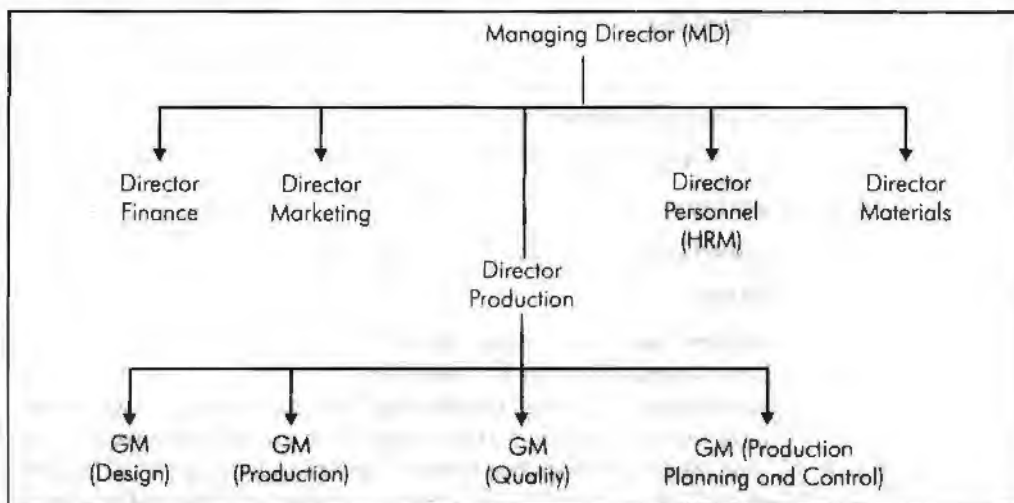 Managing Director (MD)
Director
Finance
Director
Marketing
Director
Personnel
(HRM)
Director
Materials
Director
Production
GM
(Design)
GM
(Production)
GM
(Quality)
GM (Production
Planning and Control)